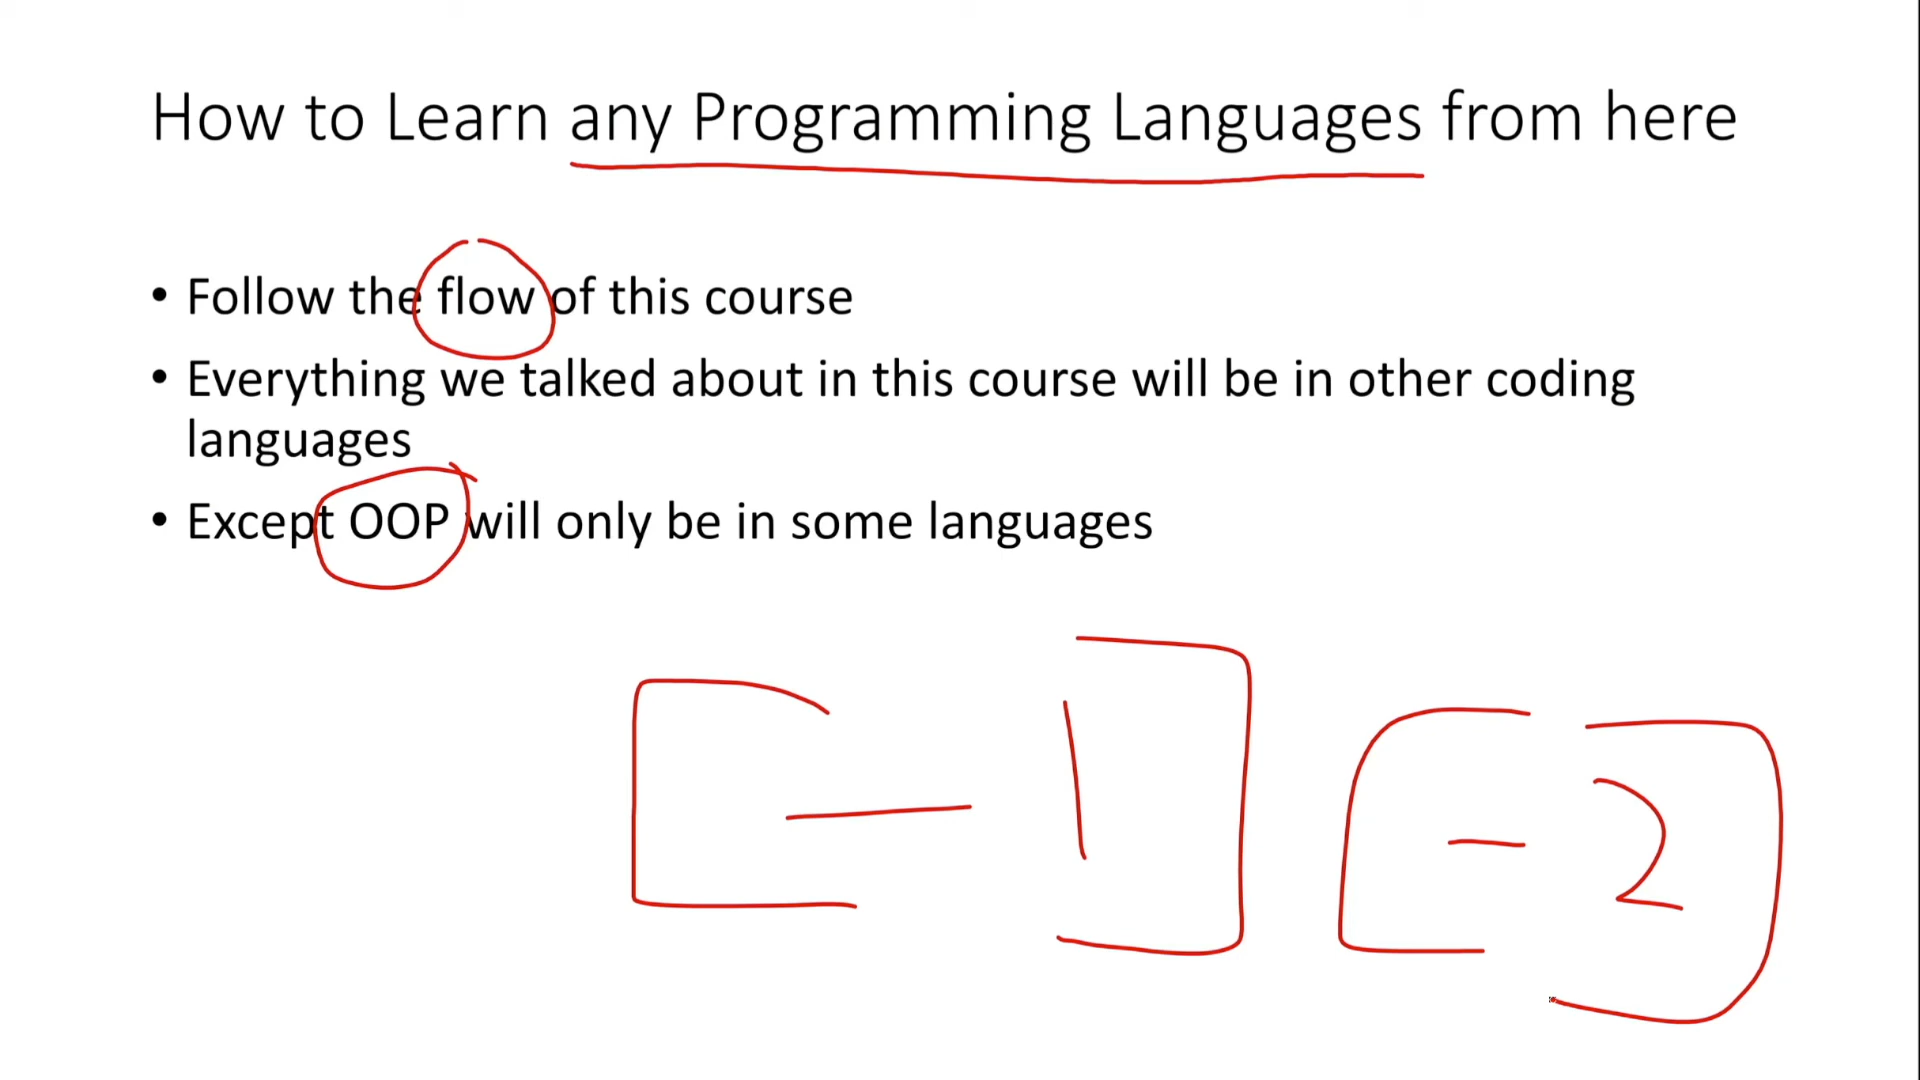 How to Learn any Programming Languages from here
• Follow the flow of this course
• Everything we talked about in this course will be in other coding
languages
• Except OOP will only be in some languages
[-1] [-2]